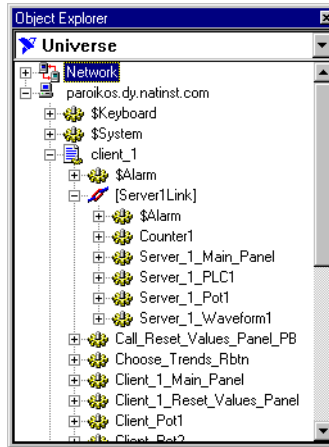 Object Explorer
Universe
Network
paroikos.dy.natinst.com
$Keyboard
$System
client_1
$Alarm
[Server1Link]
$Alarm
Counter1
Server_1_Main_Panel
Server_1_PLC1
Server_1_Pot1
Server_1_Waveform1
Call_Reset_Values_Panel_PB
Choose_Trends_Rbtn
Client_1_Main_Panel
Client_1_Reset_Values_Panel
Client_Pot1
Client_Pot2